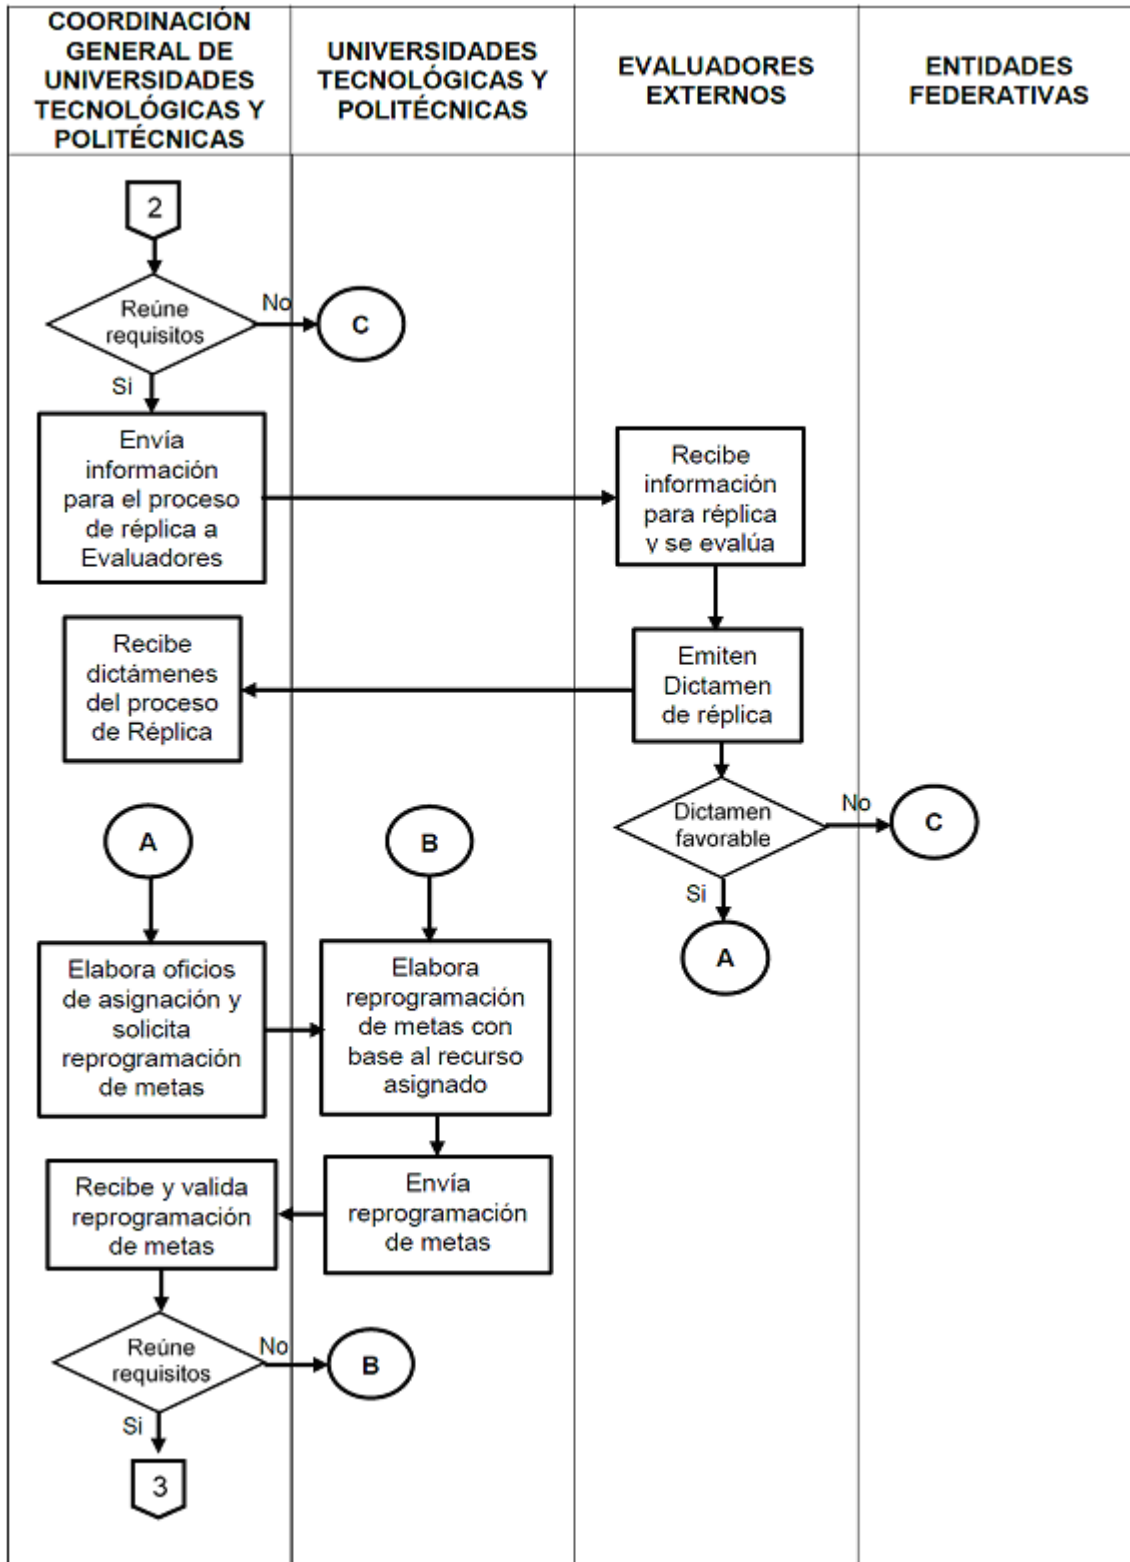 COORDINACIÓN
GENERAL DE
UNIVERSIDADES
TECNOLÓGICAS Y
POLITÉCNICAS
UNIVERSIDADES
TECNOLÓGICAS Y
POLITÉCNICAS
EVALUADORES
EXTERNOS
ENTIDADES
FEDERATIVAS
2
Reúne
requisitos
No
C
Si
Envía
información
para el proceso
de réplica a
Evaluadores
Recibe
información
para réplica
y se evalúa
Recibe
dictámenes
del proceso
de Réplica
Emiten
Dictamen
de réplica
Dictamen
favorable
No
C
Si
A
A
B
Elabora oficios
de asignación y
solicita
reprogramación
de metas
Elabora
reprogramación
de metas con
base al recurso
asignado
Recibe y valida
reprogramación
de metas
Envía
reprogramación
de metas
Reúne
requisitos
No
B
Si
3